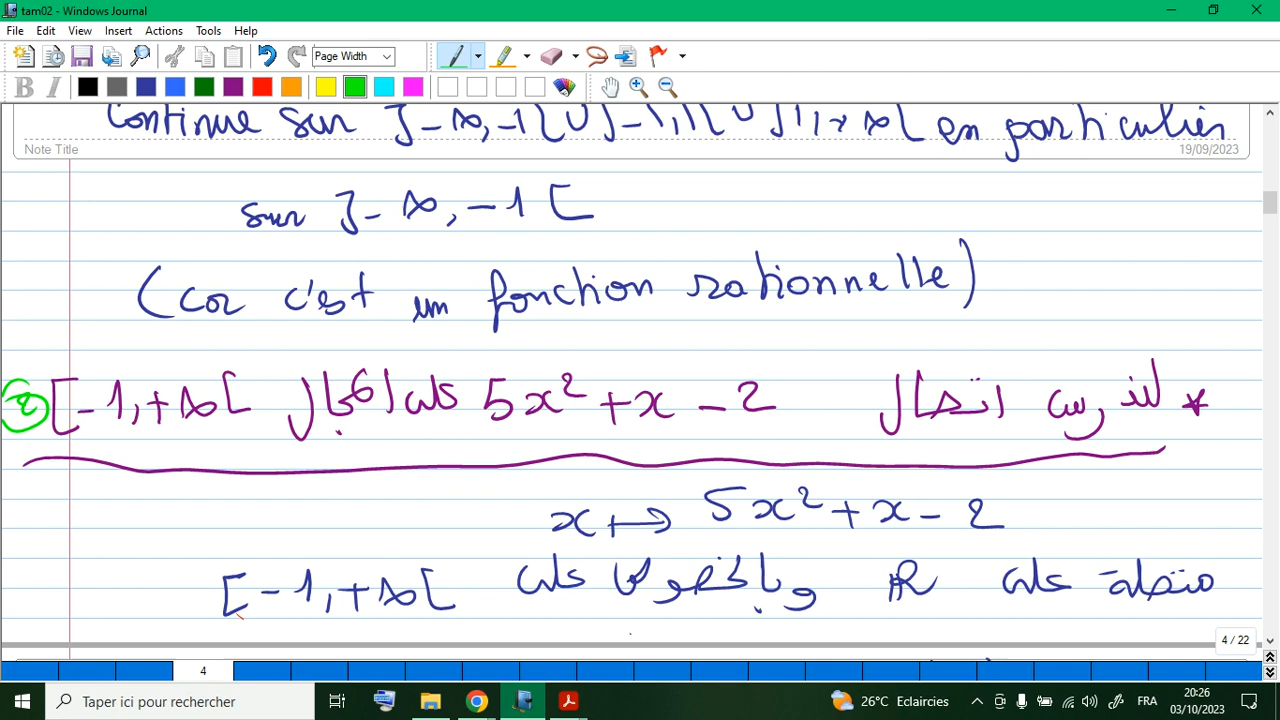 tam02 - Windows Journal
File Edit View Insert Actions Tools Help
Page Width
Continue sur ]-∞, -1[ U ]-1, 1[ U ]1, +∞[ en particulier
Note Title 19/09/2023
sur ]-∞, -1[
(car c'est un fonction rationnelle)
* لندرس اتصال 5x² + x - 2 على المجال [-1, +∞[ ②
x ↦ 5x² + x - 2
متصلة على ℝ وبالخصوص على [-1, +∞[
4 / 22
4
Taper ici pour rechercher
26°C Eclaircies
FRA
20:26
03/10/2023